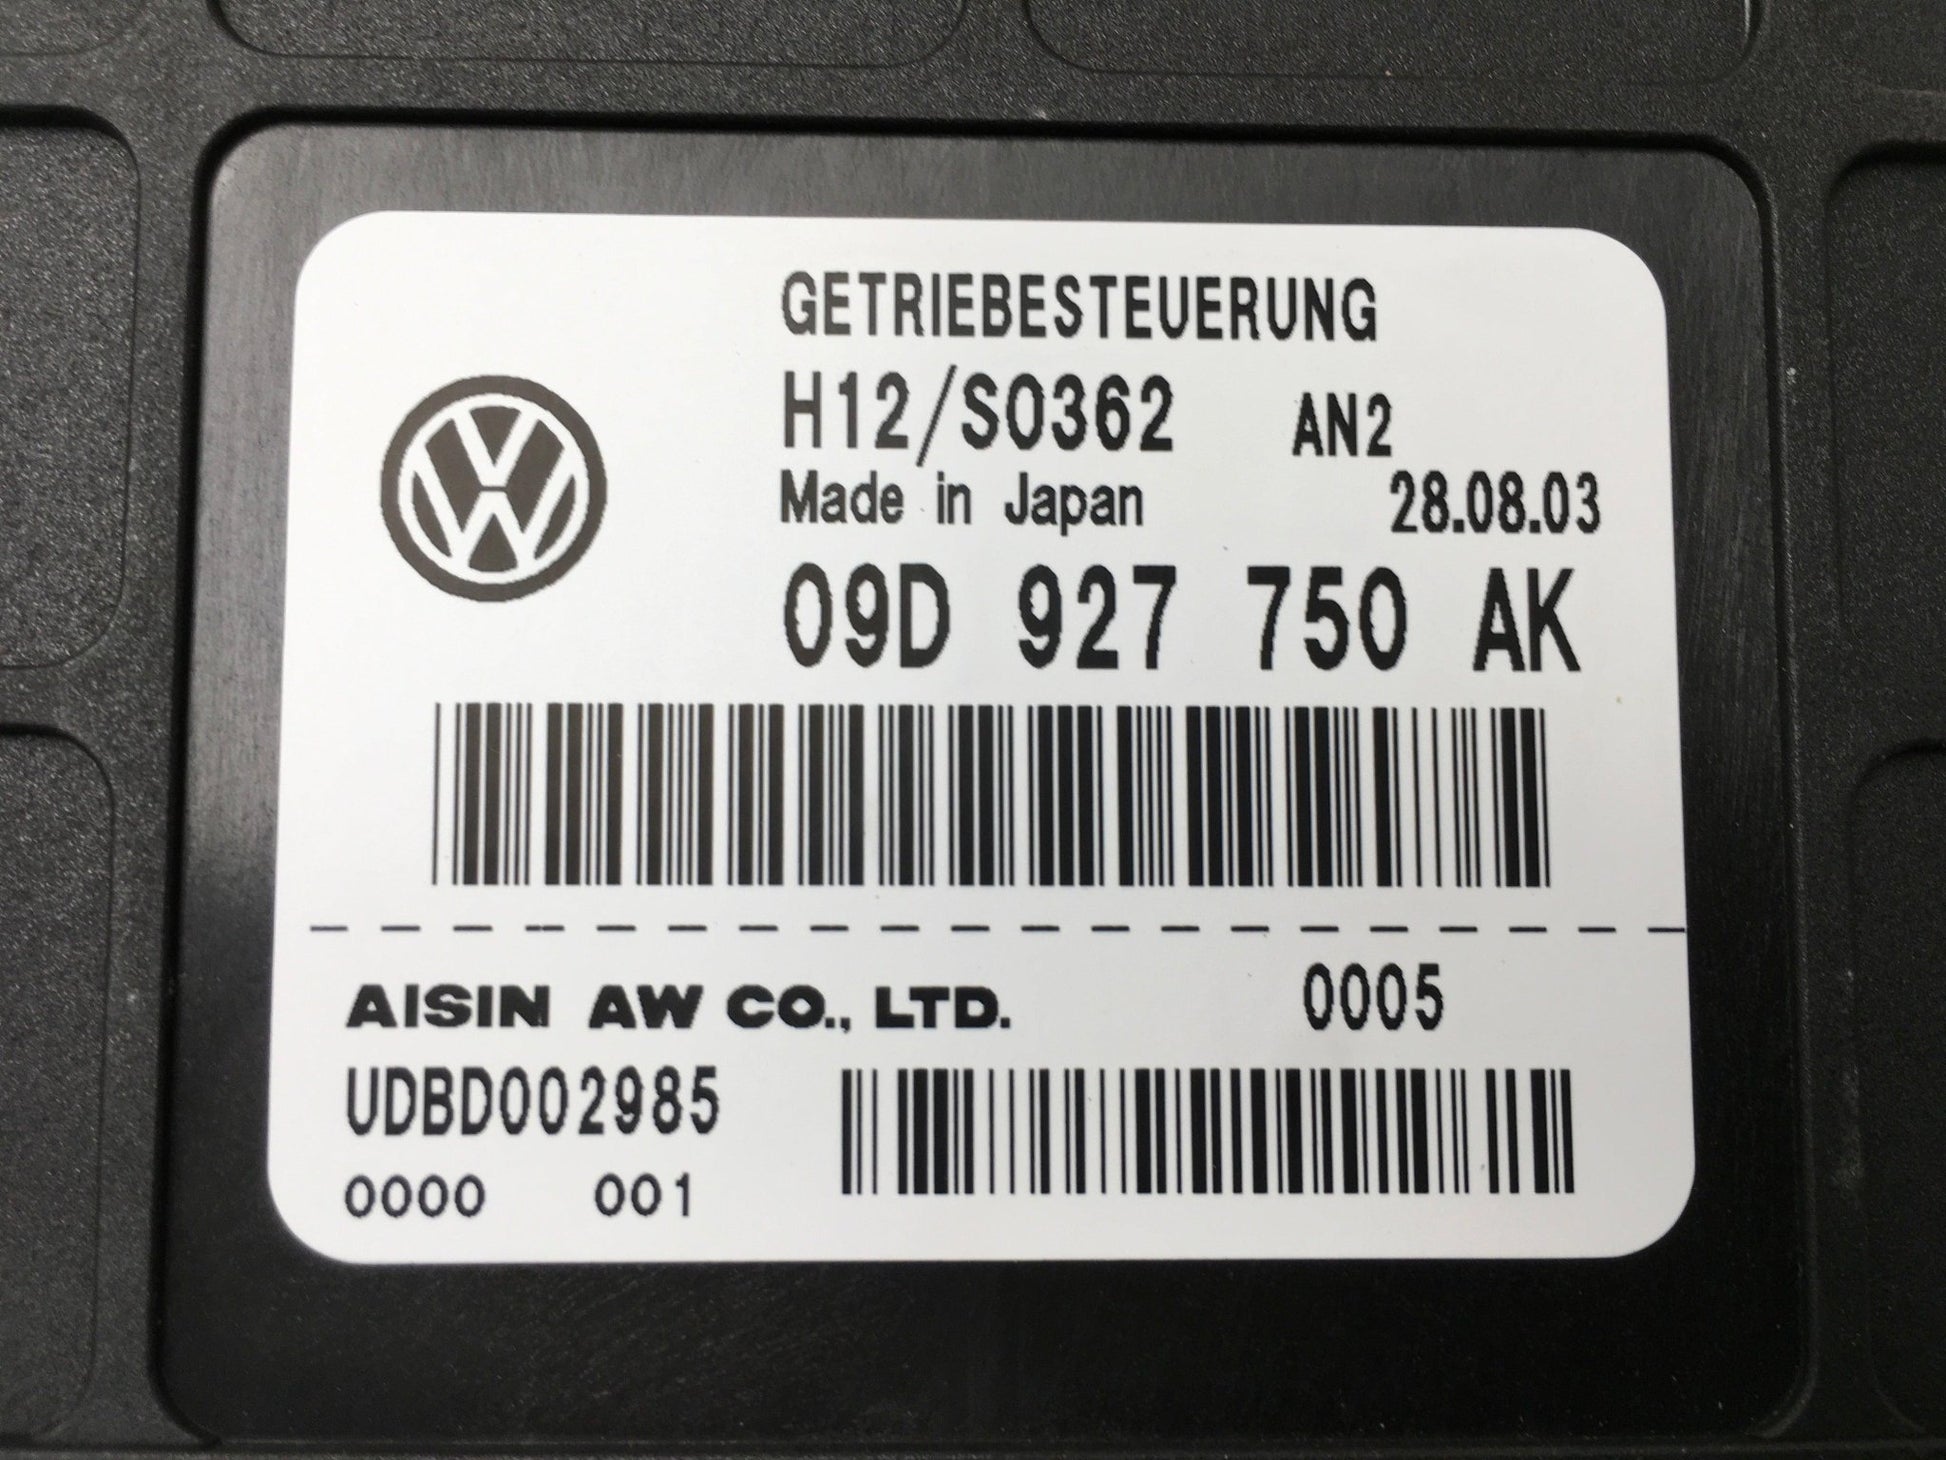 GETRIEBESTEUERUNG
H12/S0362 AN2
Made in Japan 28.08.03
09D 927 750 AK
AISIN AW CO., LTD. 0005
UDBD002985
0000 001